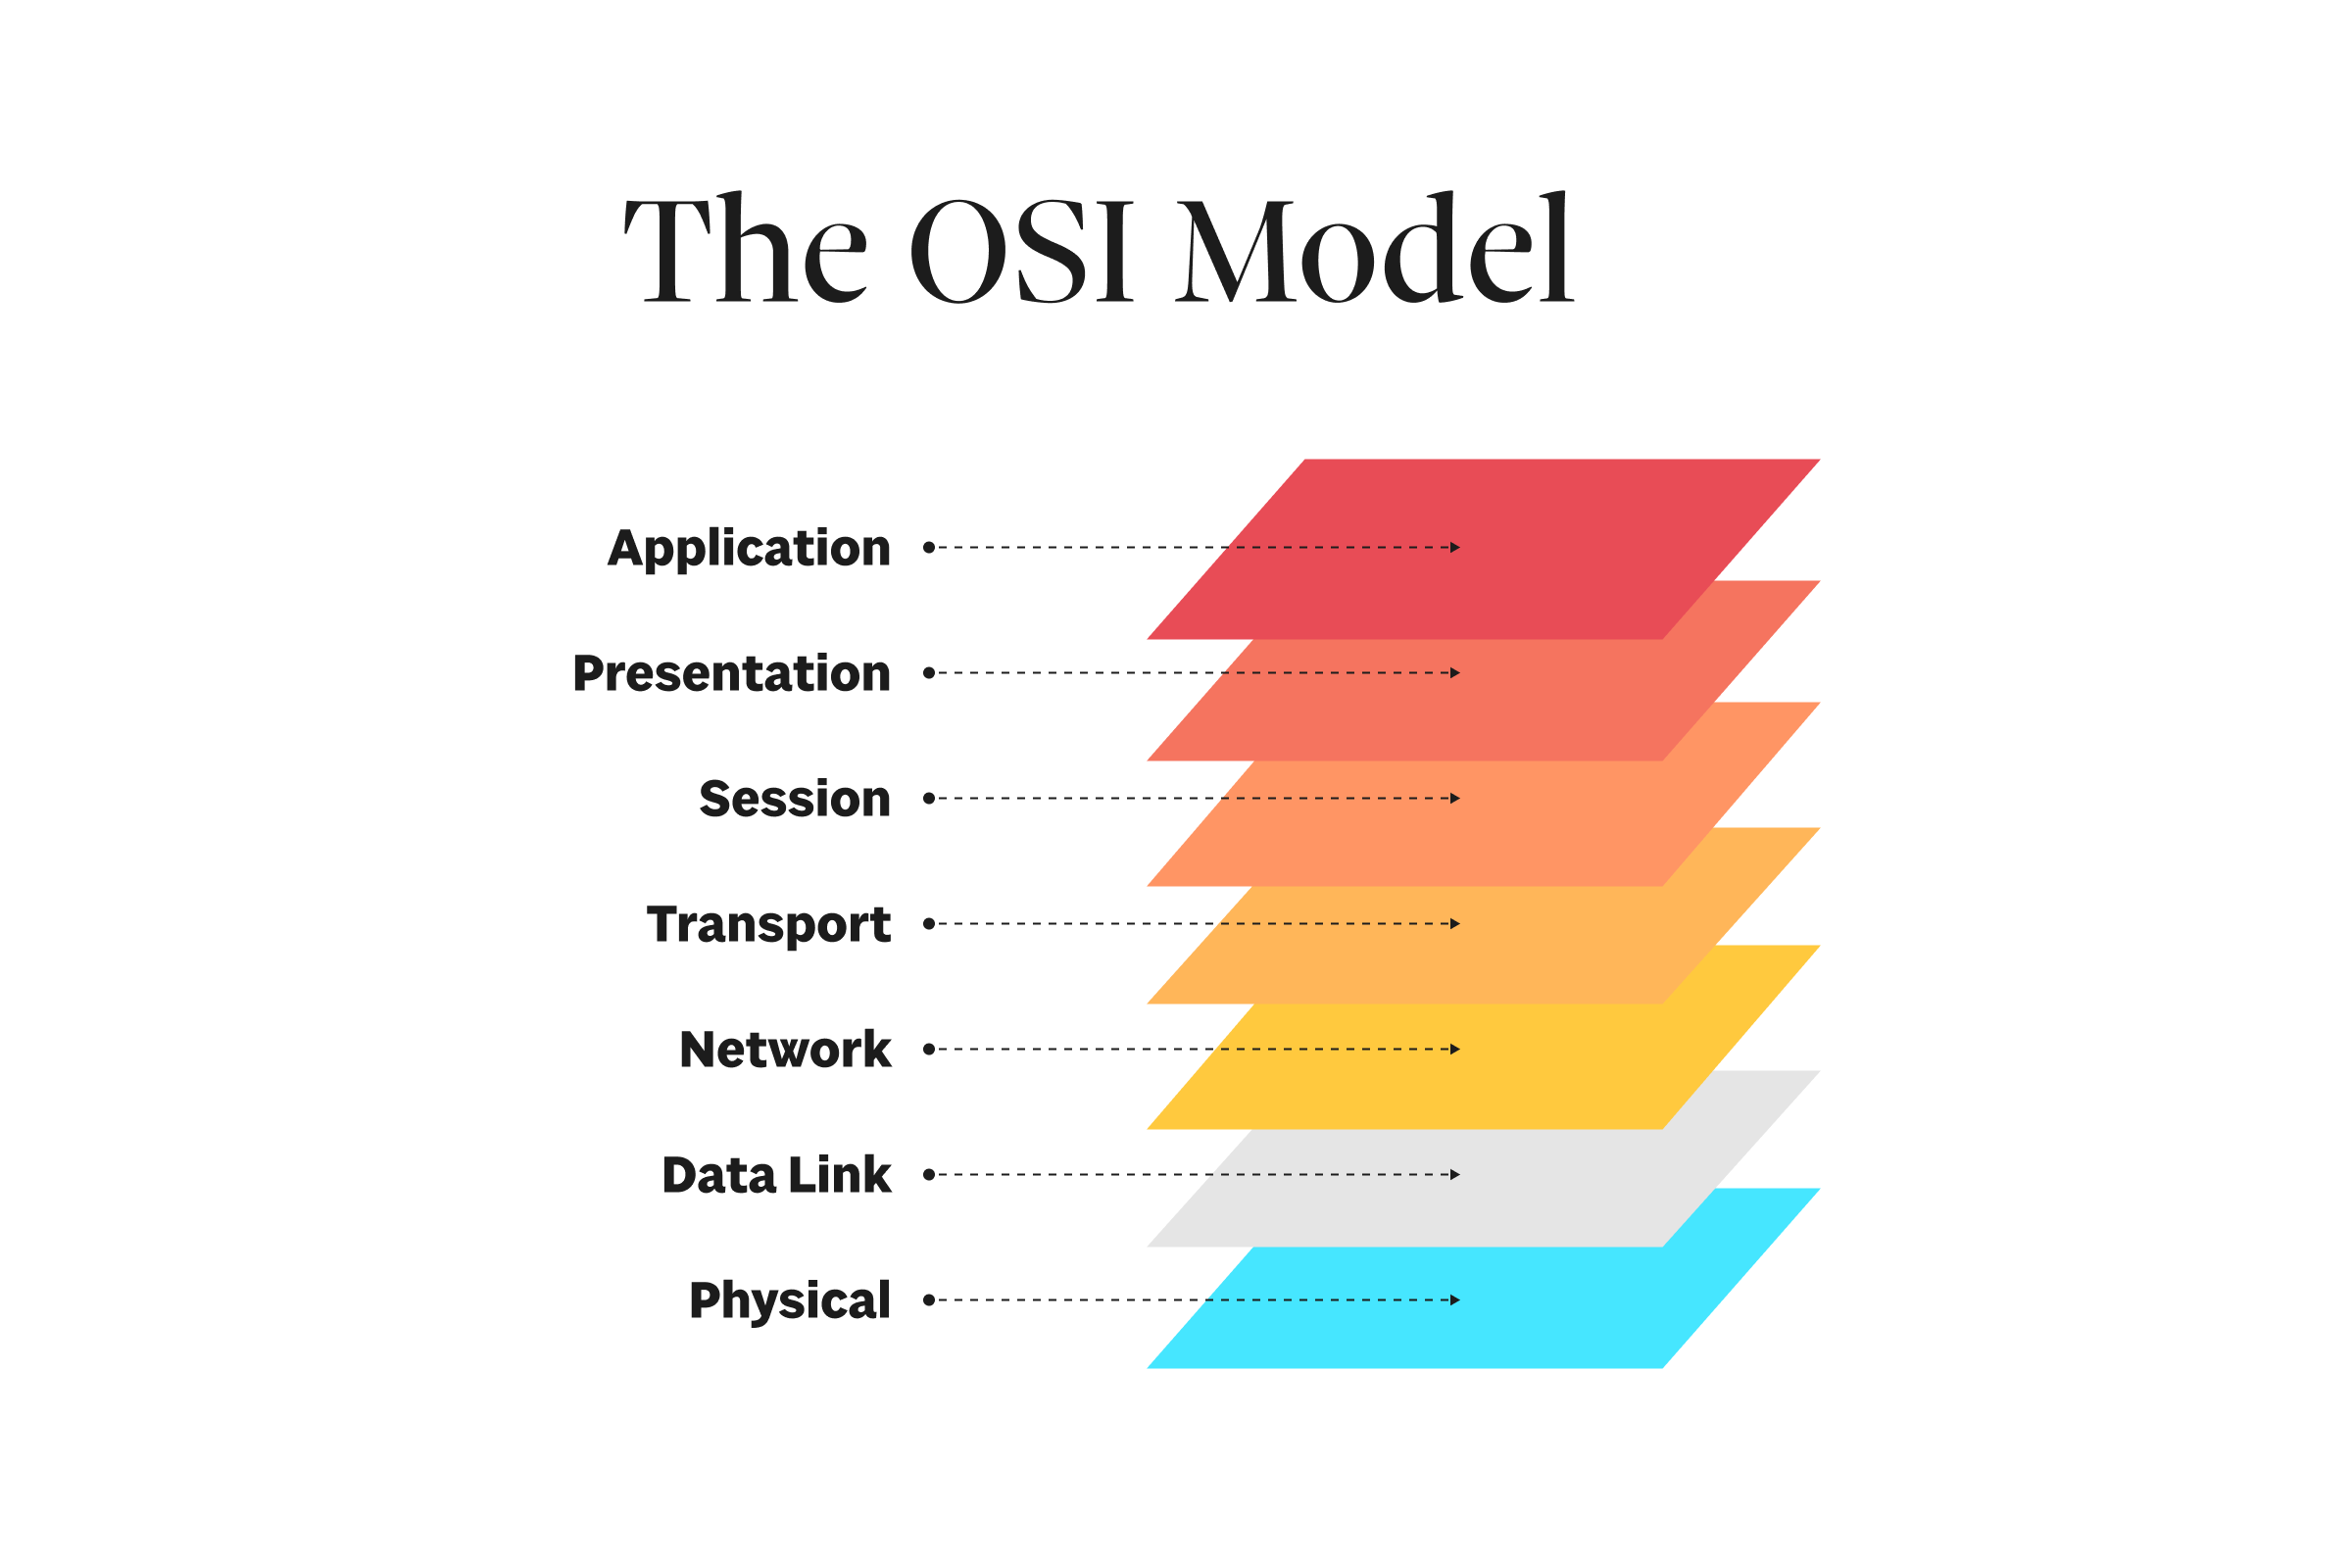 The OSI Model
Application
Presentation
Session
Transport
Network
Data Link
Physical